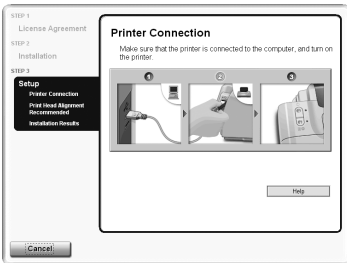 STEP 1
License Agreement
STEP 2
Installation
STEP 3
Setup
Printer Connection
Print Head Alignment
Recommended
Installation Results
Printer Connection
Make sure that the printer is connected to the computer, and turn on
the printer.
1 2 3
Help
Cancel